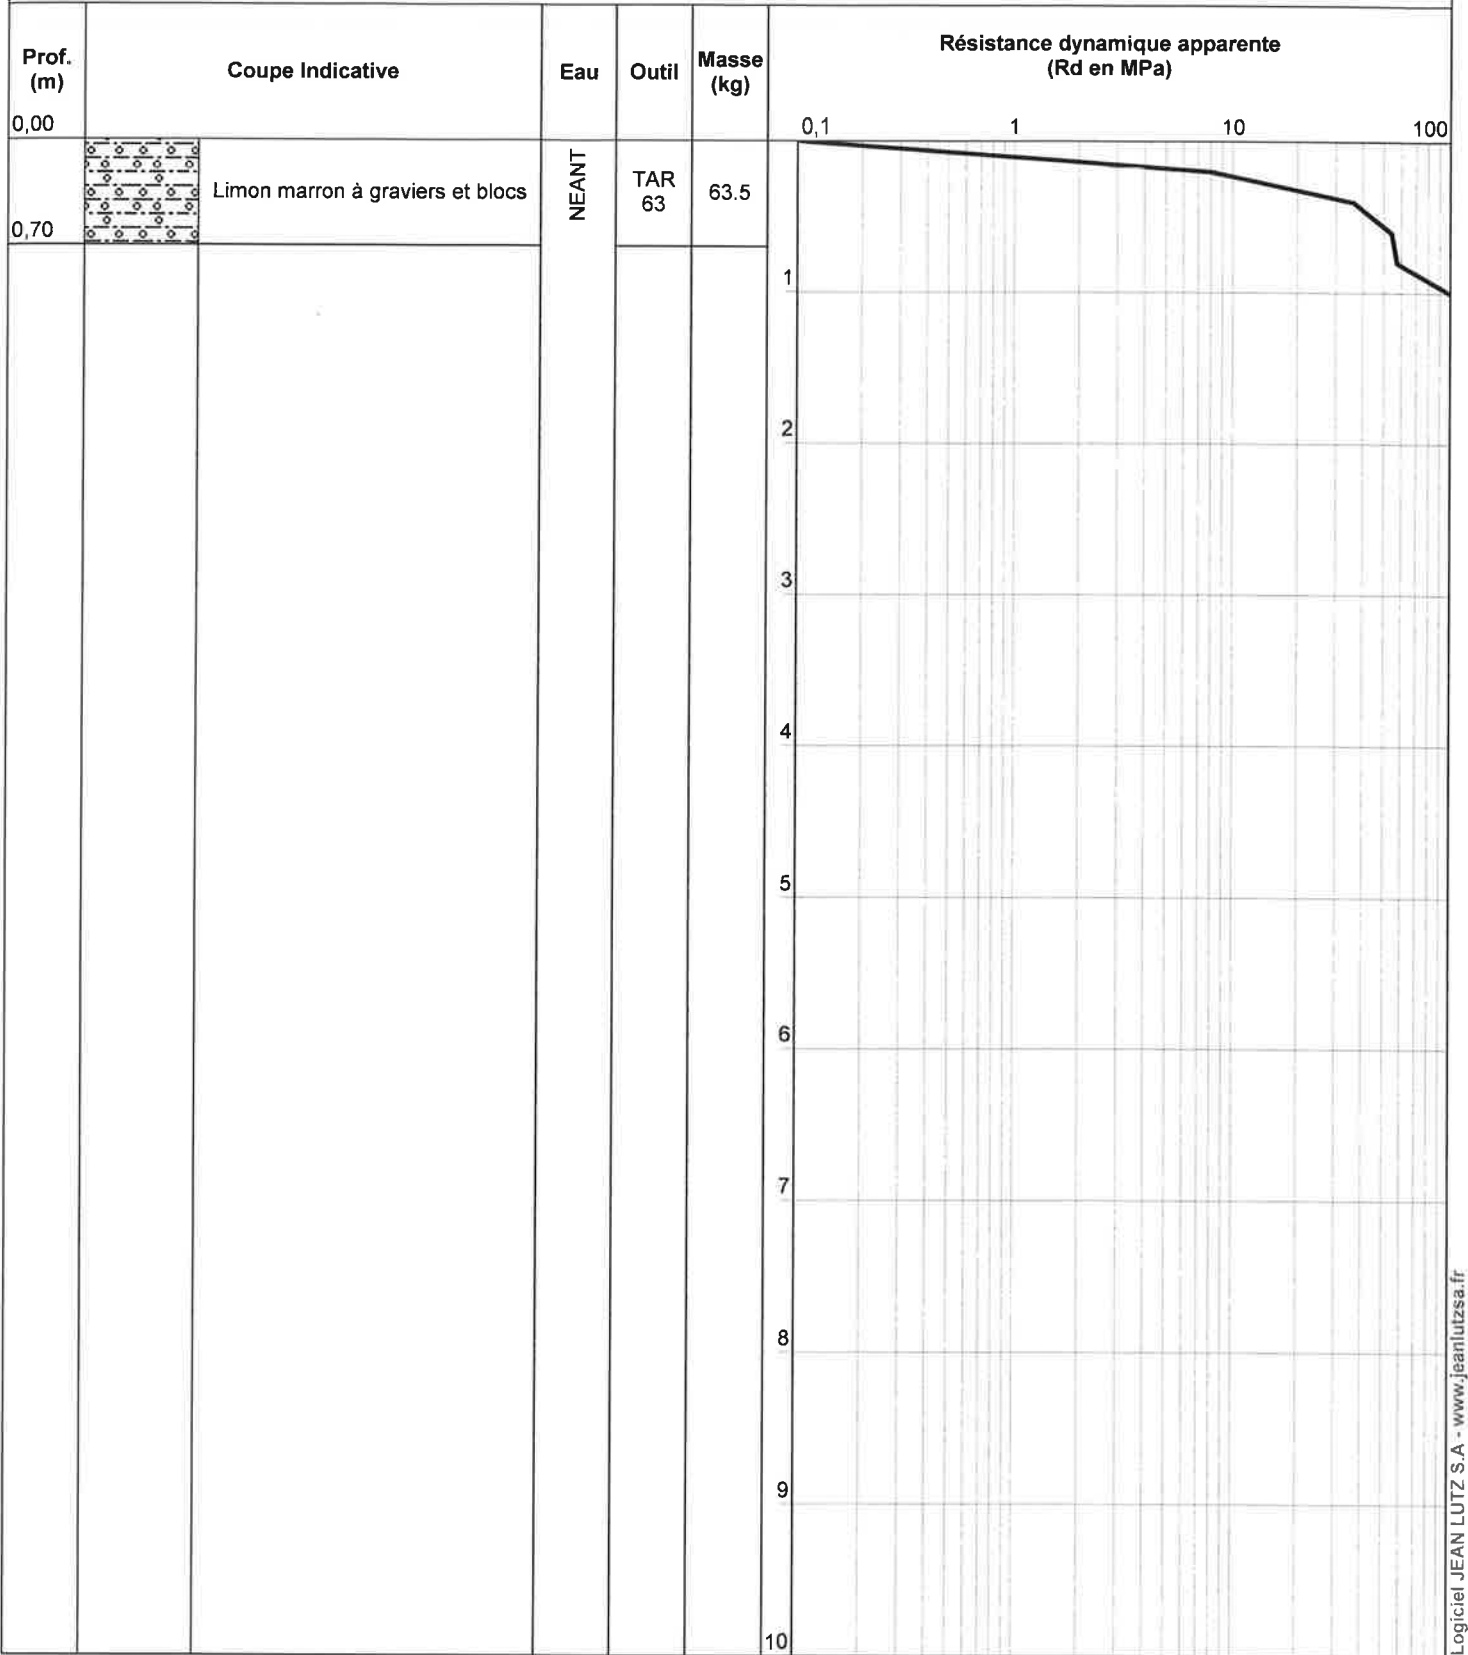 Prof.
(m)
Coupe Indicative
Eau
Outil
Masse
(kg)
Résistance dynamique apparente
(Rd en MPa)
0,00
0,1
1
10
100
Limon marron à graviers et blocs
NEANT
TAR
63
63.5
0,70
1
2
3
4
5
6
7
8
9
10
Logiciel JEAN LUTZ S.A - www.jeanlutzsa.fr